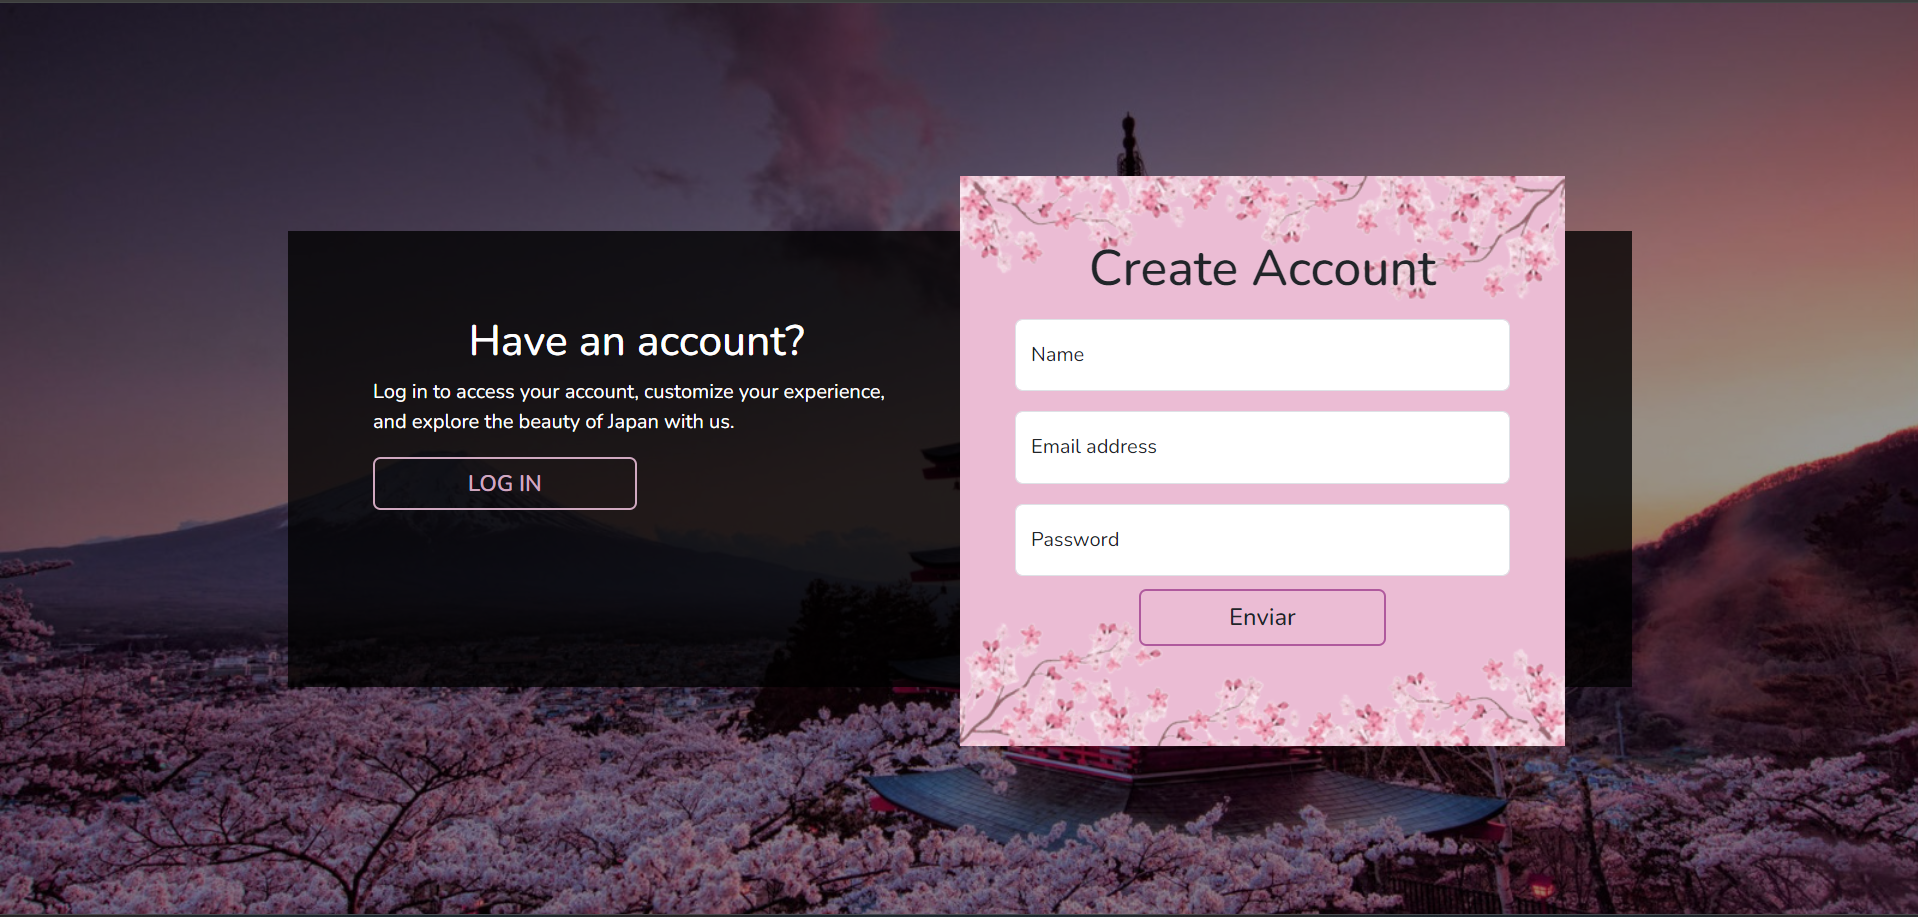 Have an account?
Log in to access your account, customize your experience,
and explore the beauty of Japan with us.
LOG IN
Create Account
Name
Email address
Password
Enviar